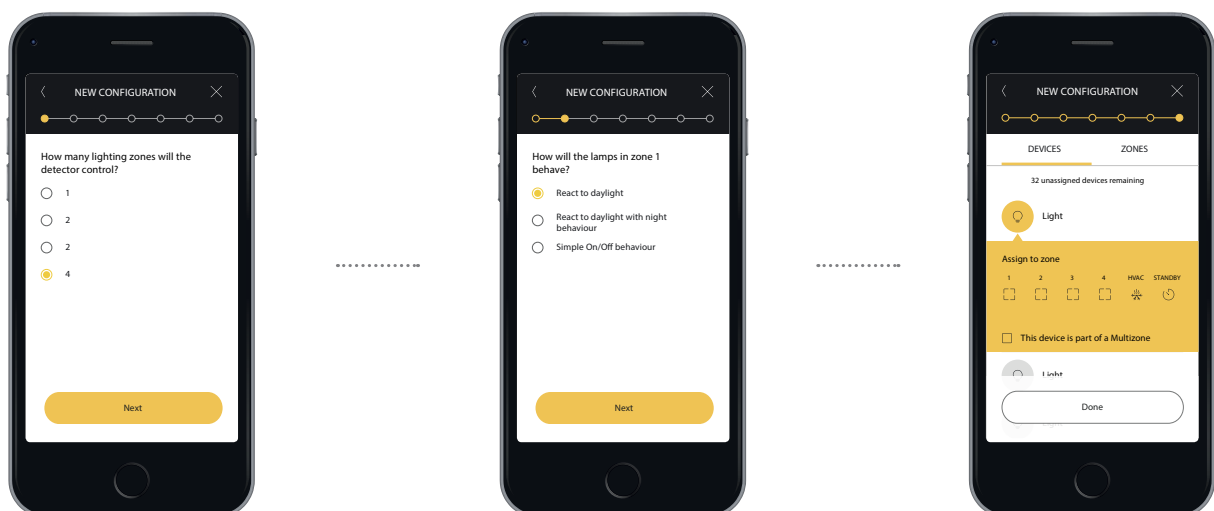 NEW CONFIGURATION
How many lighting zones will the
detector control?
1
2
2
4
Next
NEW CONFIGURATION
How will the lamps in zone 1
behave?
React to daylight
React to daylight with night
behaviour
Simple On/Off behaviour
Next
NEW CONFIGURATION
DEVICES ZONES
32 unassigned devices remaining
Light
Assign to zone
1 2 3 4 HVAC STANDBY
This device is part of a Multizone
Light
Done
Light